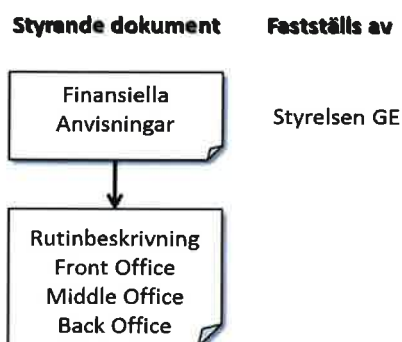 Styrande dokument
Fastställs av
Finansiella
Anvisningar
Styrelsen GE
Rutinbeskrivning
Front Office
Middle Office
Back Office